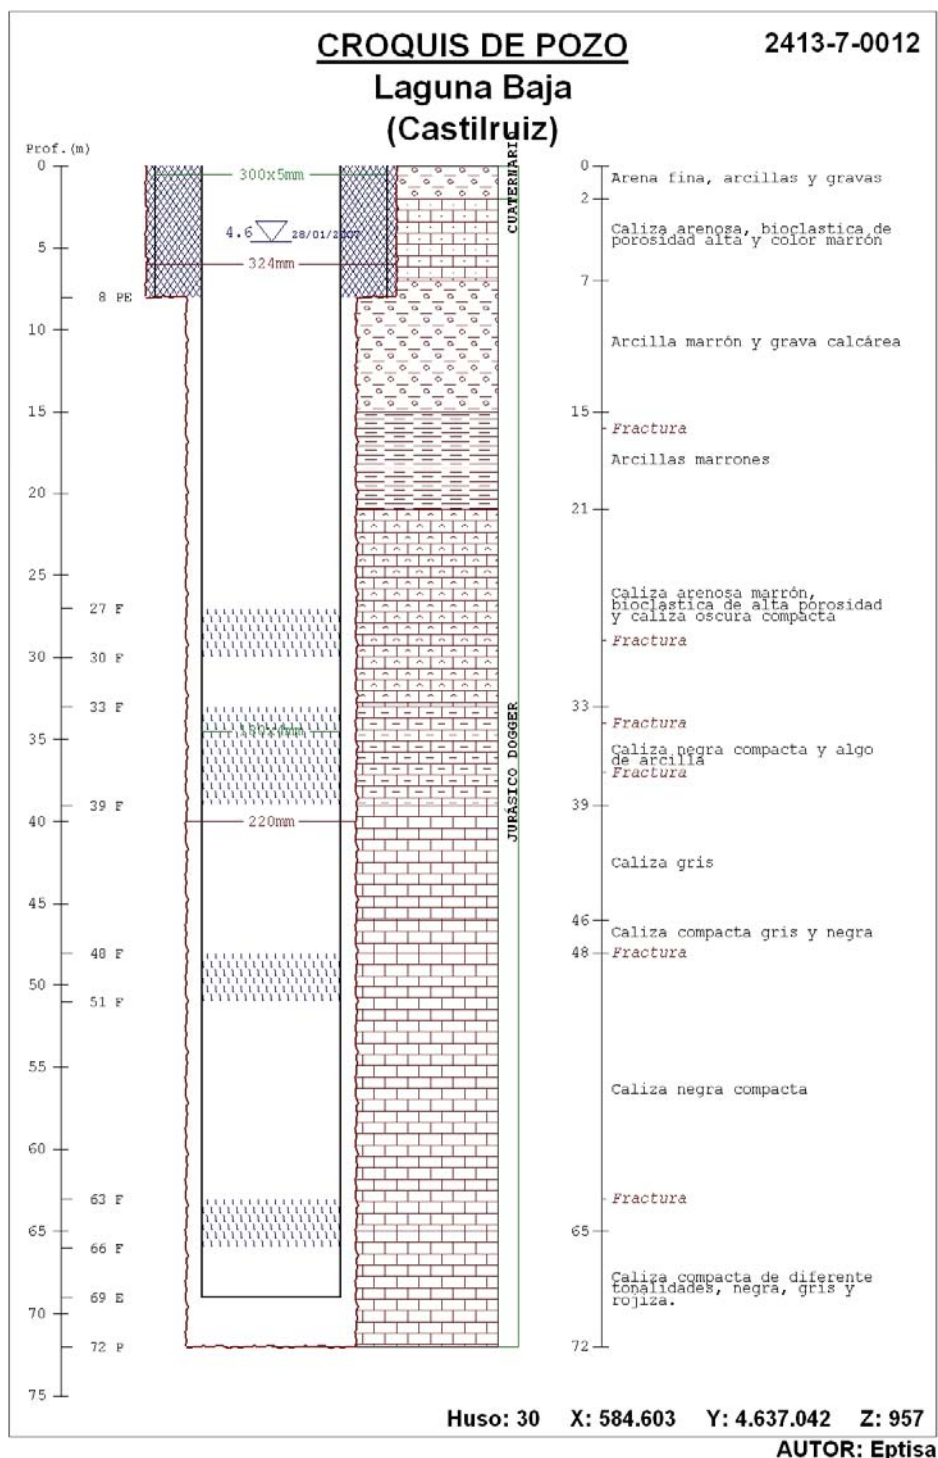 CROQUIS DE POZO
2413-7-0012
Laguna Baja
(Castilruiz)
Prof.(m)
0
5
8 PE
10
15
20
25
27 F
30
30 F
33 F
35
39 F
40
45
48 F
50
51 F
55
60
63 F
65
66 F
69 E
70
72 P
75
300x5mm
4.6
28/01/2007
324mm
180x4mm
220mm
CUATERNARIO
JURÁSICO DOGGER
0
Arena fina, arcillas y gravas
2
Caliza arenosa, bioclastica de
porosidad alta y color marrón
7
Arcilla marrón y grava calcárea
15
Fractura
Arcillas marrones
21
Caliza arenosa marrón,
bioclastica de alta porosidad
y caliza oscura compacta
Fractura
33
Fractura
Caliza negra compacta y algo
de arcilla
Fractura
39
Caliza gris
46
Caliza compacta gris y negra
48
Fractura
Caliza negra compacta
Fractura
65
Caliza compacta de diferente
tonalidades, negra, gris y
rojiza.
72
Huso: 30 X: 584.603 Y: 4.637.042 Z: 957
AUTOR: Eptisa